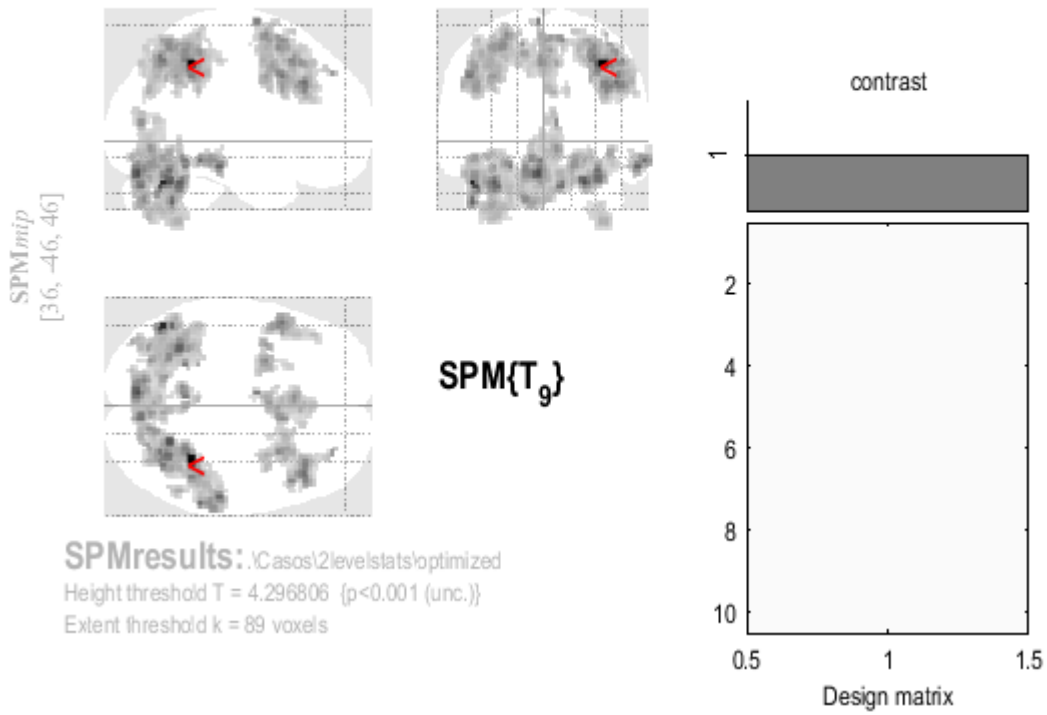 SPMmip
[36, -46, 46]
SPM{T9}
SPMresults: .\Casos\2levelstats\optimized
Height threshold T = 4.296806 {p<0.001 (unc.)}
Extent threshold k = 89 voxels
contrast
1
2
4
6
8
10
0.5 1 1.5
Design matrix